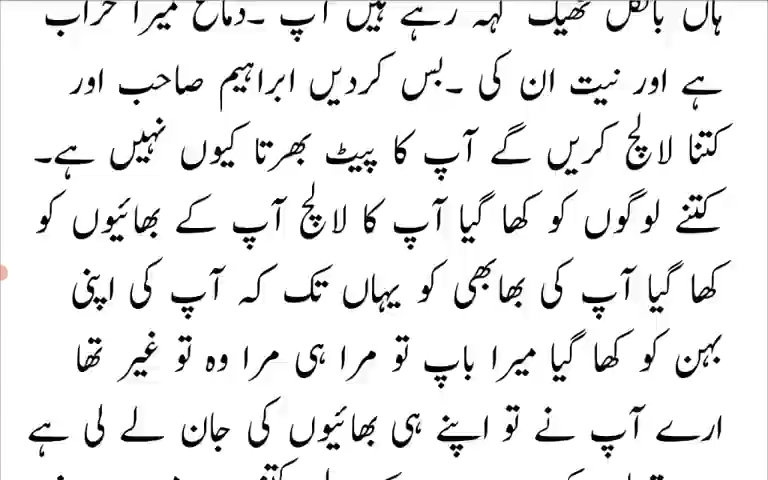 ہاں بالکل ٹھیک کہہ رہے ہیں آپ ۔دماغ میرا خراب
ہے اور نیت ان کی ۔بس کردیں ابراہیم صاحب اور
کتنا لالچ کریں گے آپ کا پیٹ بھرتا کیوں نہیں ہے۔
کتنے لوگوں کو کھا گیا آپ کا لالچ آپ کے بھائیوں کو
کھا گیا آپ کی بھابھی کو یہاں تک کہ آپ کی اپنی
بہن کو کھا گیا میرا باپ تو مرا ہی مرا وہ تو غیر تھا
ارے آپ نے تو اپنے ہی بھائیوں کی جان لے لی ہے